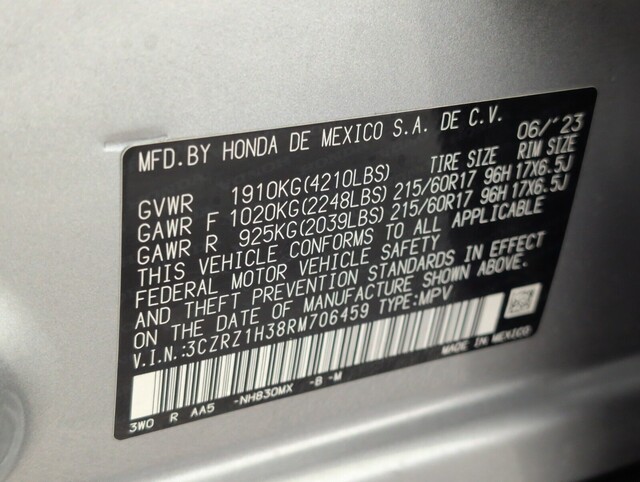 MFD.BY HONDA DE MEXICO S.A. DE C.V. 06/'23
TIRE SIZE RIM SIZE
GVWR 1910KG(4210LBS)
GAWR F 1020KG(2248LBS) 215/60R17 96H 17X6.5J
GAWR R 925KG(2039LBS) 215/60R17 96H 17X6.5J
THIS VEHICLE CONFORMS TO ALL APPLICABLE
FEDERAL MOTOR VEHICLE SAFETY
AND THEFT PREVENTION STANDARDS IN EFFECT
ON THE DATE OF MANUFACTURE SHOWN ABOVE.
V.I.N.:3CZRZ1H38RM706459 TYPE:MPV
MADE IN MEXICO
3W0 R AA5 -NH830MX -B -M